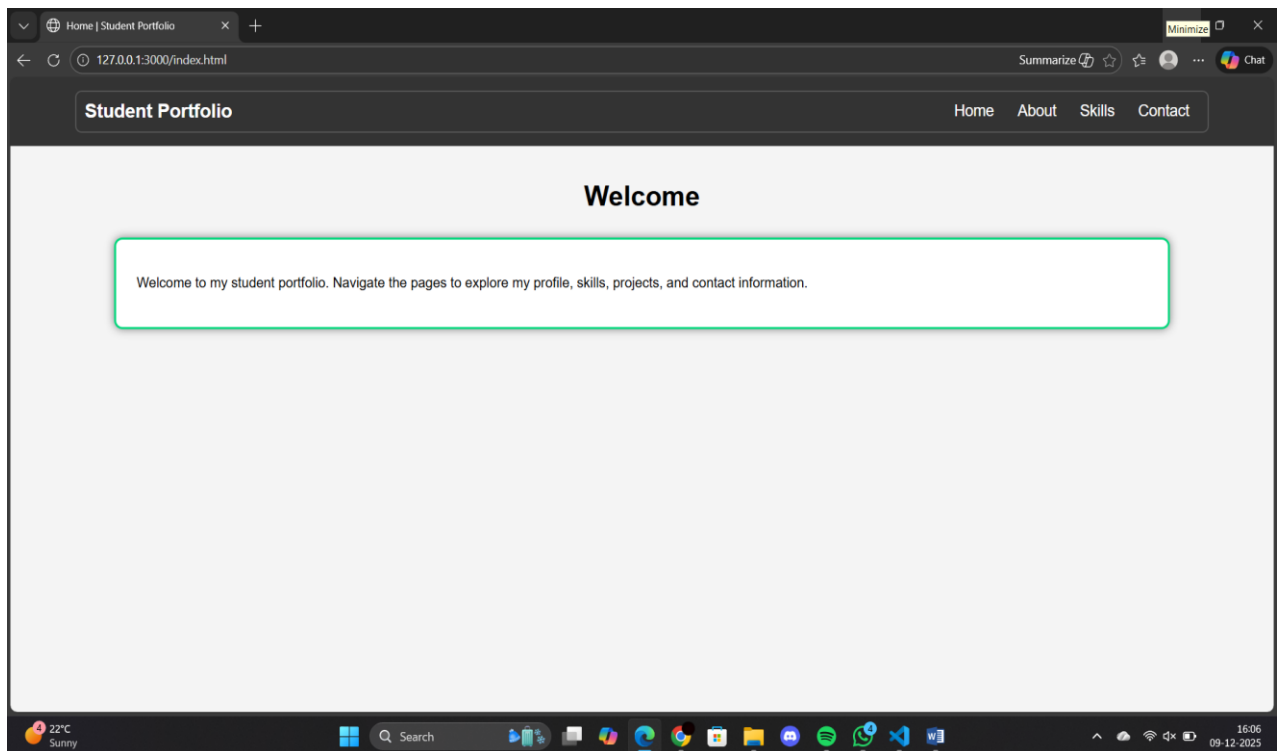 Home | Student Portfolio
Minimize
127.0.0.1:3000/index.html
Summarize
Chat
Student Portfolio
Home About Skills Contact
Welcome
Welcome to my student portfolio. Navigate the pages to explore my profile, skills, projects, and contact information.
4
22°C
Sunny
Search
4
W
16:06
09-12-2025